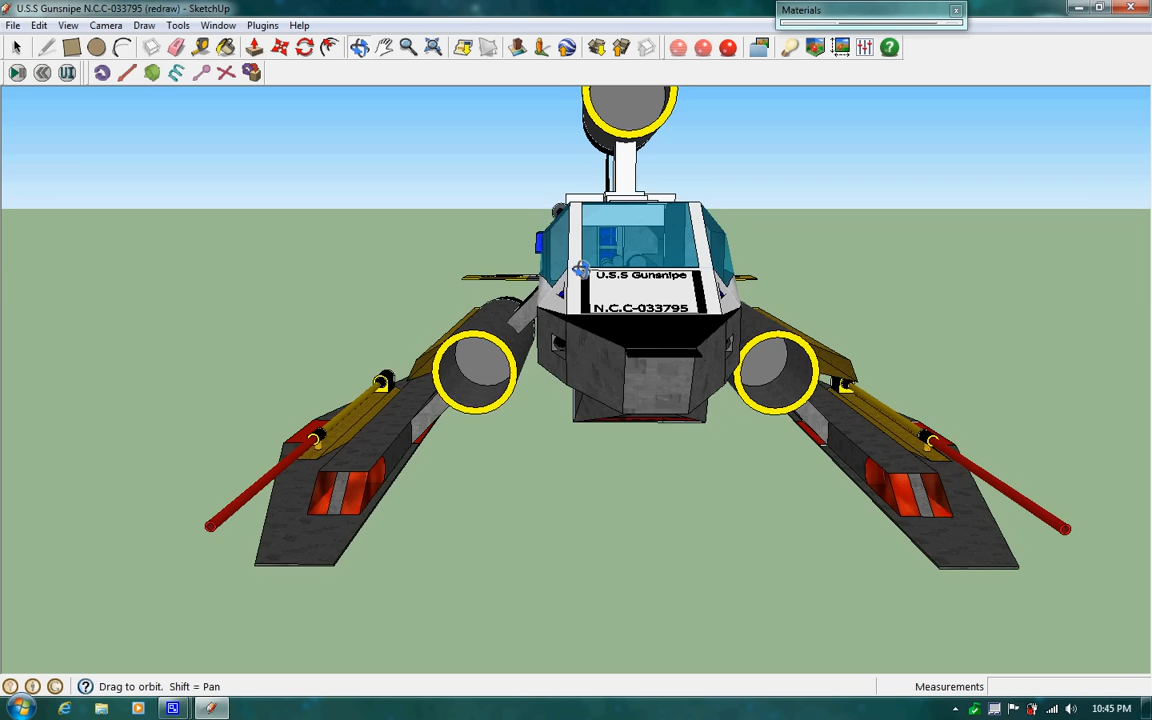 U.S.S Gunsnipe N.C.C-033795 (redraw) - SketchUp
Materials
File Edit View Camera Draw Tools Window Plugins Help
UI
U.S.S Gunsnipe
N.C.C-033795
Drag to orbit. Shift = Pan
Measurements
10:45 PM